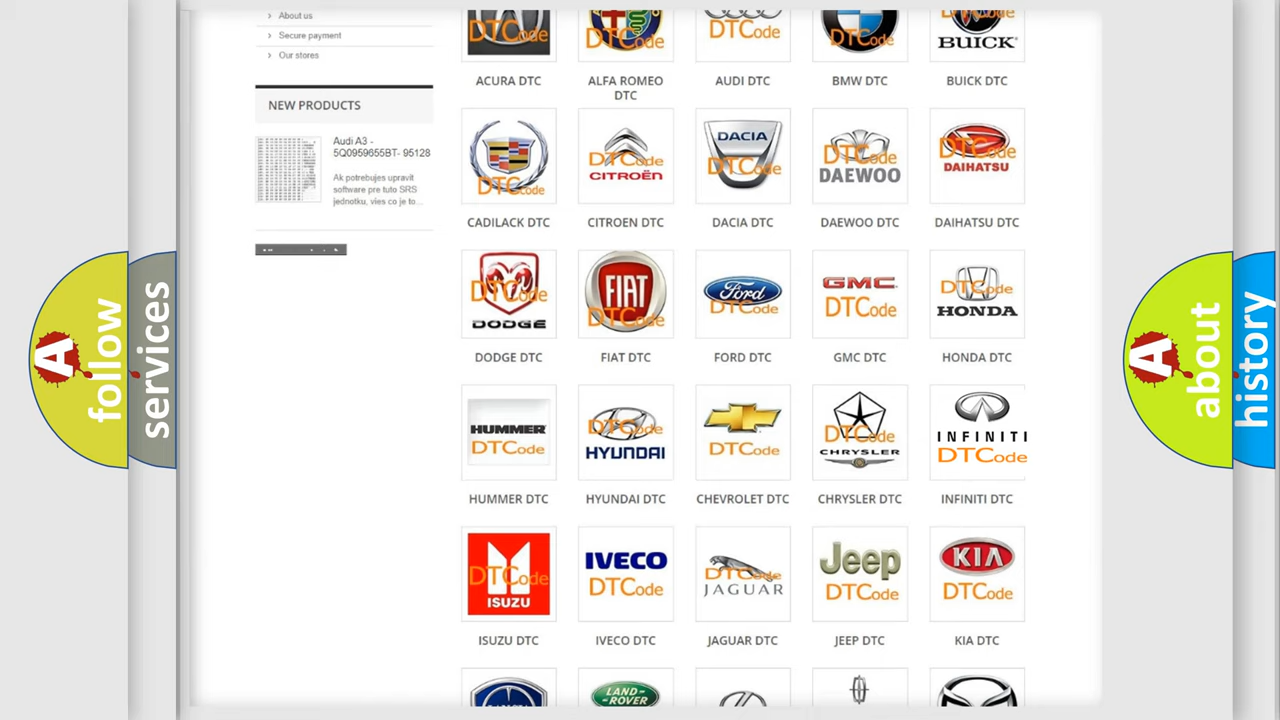 About us
Secure payment
Our stores
NEW PRODUCTS
Audi A3 -
5Q0959655BT- 95128
Ak potrebujes upravit
software pre tuto SRS
jednotku, vies co je to...
DTCode
DTCode
DTCode
DTCode
DTCode
BUICK
ACURA DTC
ALFA ROMEO
DTC
AUDI DTC
BMW DTC
BUICK DTC
DTCode
DTCode
CITROËN
DACIA
DTCode
DTCode
DAEWOO
DTCode
DAIHATSU
CADILACK DTC
CITROEN DTC
DACIA DTC
DAEWOO DTC
DAIHATSU DTC
DTCode
DODGE
FIAT
DTCode
Ford
DTCode
GMC
DTCode
DTCode
HONDA
DODGE DTC
FIAT DTC
FORD DTC
GMC DTC
HONDA DTC
HUMMER
DTCode
DTCode
HYUNDAI
DTCode
DTCode
CHRYSLER
INFINITI
DTCode
HUMMER DTC
HYUNDAI DTC
CHEVROLET DTC
CHRYSLER DTC
INFINITI DTC
DTCode
ISUZU
IVECO
DTCode
DTCode
JAGUAR
Jeep
DTCode
KIA
DTCode
ISUZU DTC
IVECO DTC
JAGUAR DTC
JEEP DTC
KIA DTC
LAND-
ROVER
A
follow
services
A
about
history